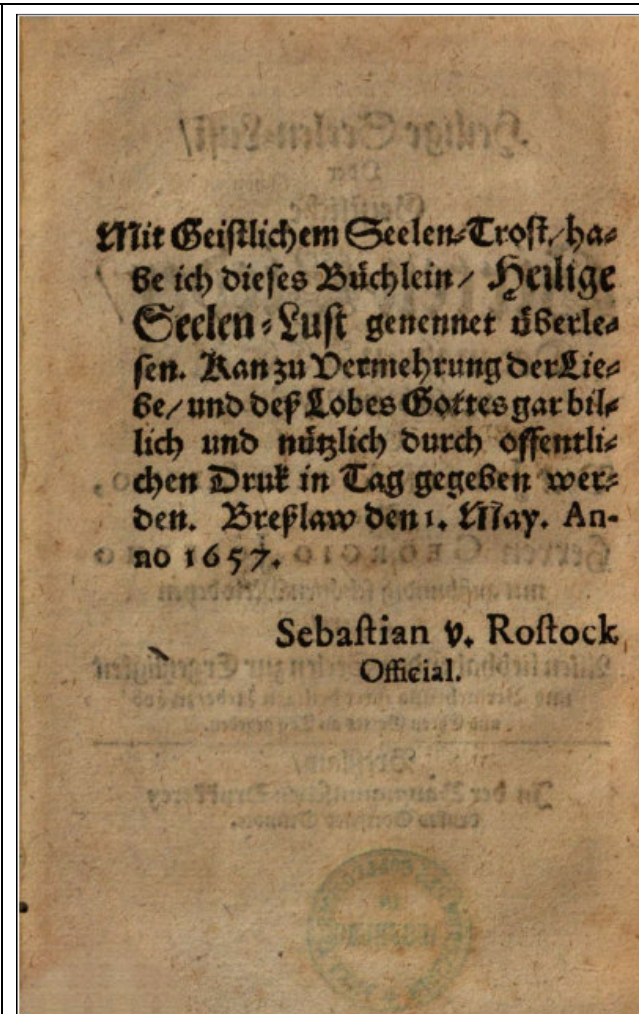 Mit Geistlichem Seelen-Trost/ ha-
be ich dieses Büchlein/ Heilige
Seelen-Lust genennet überle-
sen. Kan zu Vermehrung der Lie-
be/ und deß Lobes Gottes gar bil-
lich und nützlich durch offentli-
chen Druk in Tag gegeben wer-
den. Breßlaw den 1. May. An-
no 1657.
Sebastian v. Rostock
Official.